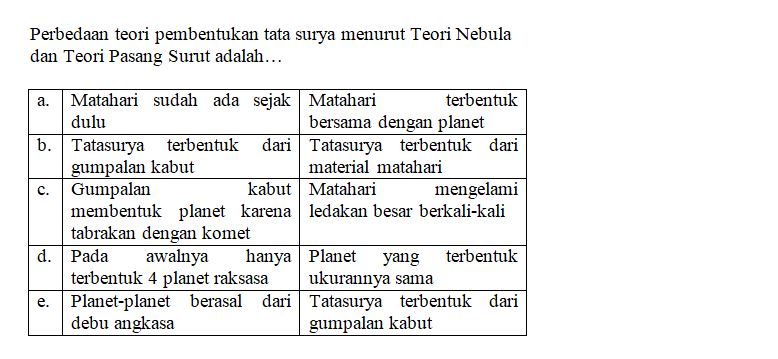 Perbedaan teori pembentukan tata surya menurut Teori Nebula
dan Teori Pasang Surut adalah…
a. Matahari sudah ada sejak Matahari terbentuk
dulu bersama dengan planet
b. Tatasurya terbentuk dari Tatasurya terbentuk dari
gumpalan kabut material matahari
c. Gumpalan kabut Matahari mengelami
membentuk planet karena ledakan besar berkali-kali
tabrakan dengan komet
d. Pada awalnya hanya Planet yang terbentuk
terbentuk 4 planet raksasa ukurannya sama
e. Planet-planet berasal dari Tatasurya terbentuk dari
debu angkasa gumpalan kabut